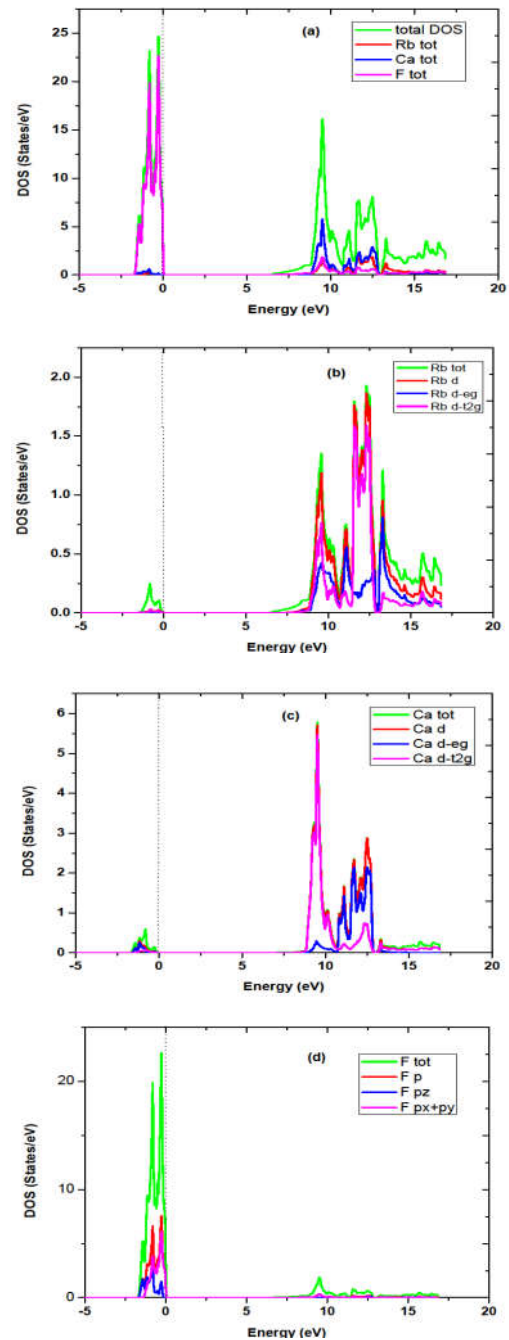 (a)
total DOS
Rb tot
Ca tot
F tot
DOS (States/eV)
25
20
15
10
5
0
-5 0 5 10 15 20
Energy (eV)
(b)
Rb tot
Rb d
Rb d-eg
Rb d-t2g
DOS (States/eV)
2.0
1.5
1.0
0.5
0.0
-5 0 5 10 15 20
Energy (eV)
(c)
Ca tot
Ca d
Ca d-eg
Ca d-t2g
DOS (States/eV)
6
5
4
3
2
1
0
-5 0 5 10 15 20
Energy (eV)
(d)
F tot
F p
F pz
F px+py
DOS (States/eV)
20
10
0
-5 0 5 10 15 20
Energy (eV)